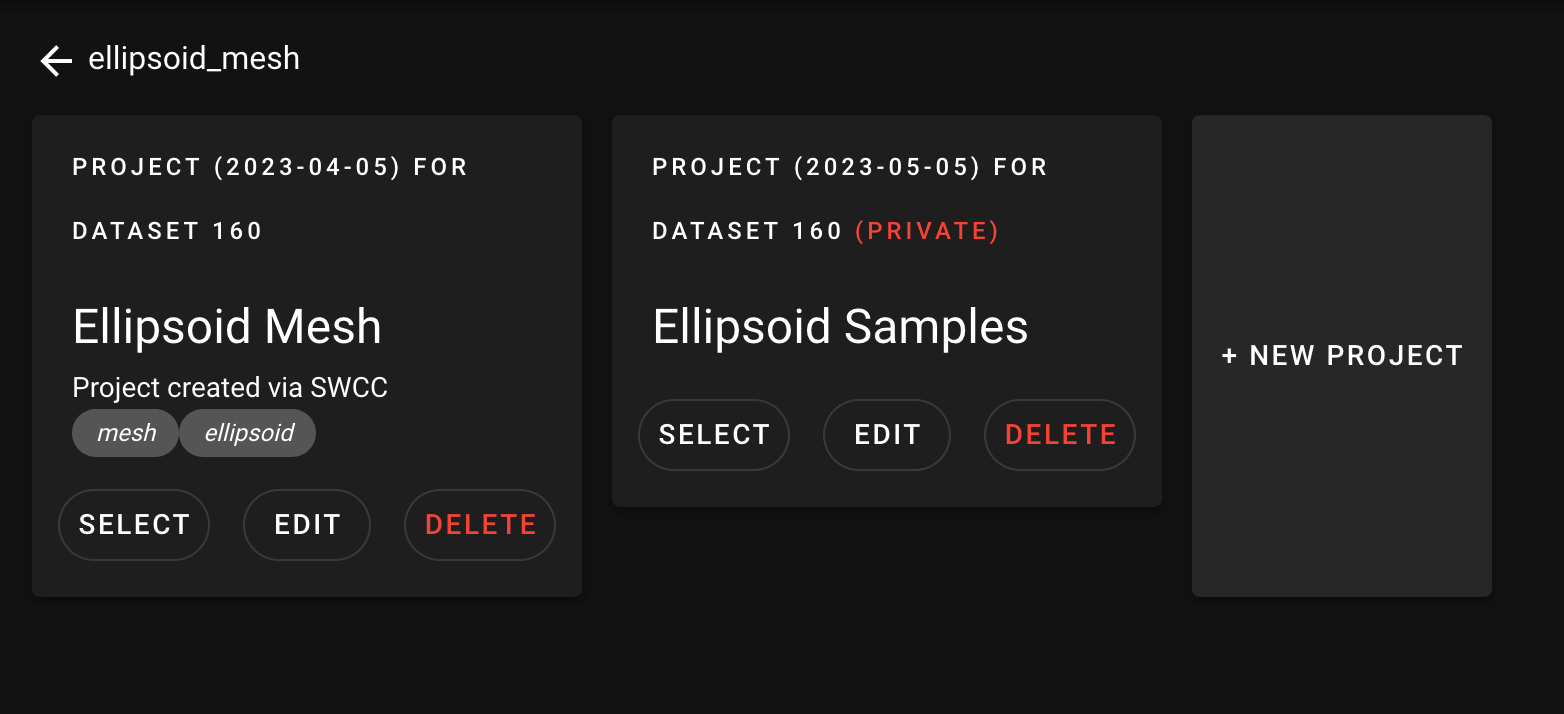 ellipsoid_mesh
PROJECT (2023-04-05) FOR
DATASET 160
Ellipsoid Mesh
Project created via SWCC
mesh ellipsoid
SELECT EDIT DELETE
PROJECT (2023-05-05) FOR
DATASET 160 (PRIVATE)
Ellipsoid Samples
SELECT EDIT DELETE
+ NEW PROJECT